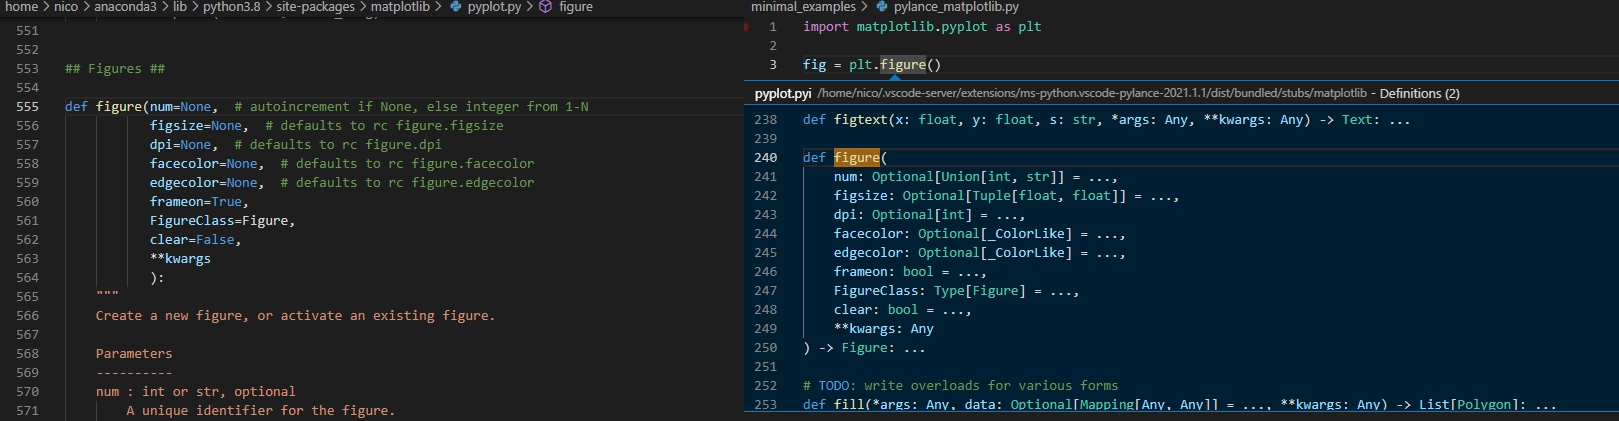 home > nico > anaconda3 > lib > python3.8 > site-packages > matplotlib > pyplot.py > figure
551
552
553 ## Figures ##
554
555 def figure(num=None,  # autoincrement if None, else integer from 1-N
556            figsize=None,  # defaults to rc figure.figsize
557            dpi=None,  # defaults to rc figure.dpi
558            facecolor=None,  # defaults to rc figure.facecolor
559            edgecolor=None,  # defaults to rc figure.edgecolor
560            frameon=True,
561            FigureClass=Figure,
562            clear=False,
563            **kwargs
564            ):
565     """
566     Create a new figure, or activate an existing figure.
567
568     Parameters
569     ----------
570     num : int or str, optional
571         A unique identifier for the figure.
minimal_examples > pylance_matplotlib.py
1 import matplotlib.pyplot as plt
2
3 fig = plt.figure()
pyplot.pyi /home/nico/.vscode-server/extensions/ms-python.vscode-pylance-2021.1.1/dist/bundled/stubs/matplotlib - Definitions (2)
238 def figtext(x: float, y: float, s: str, *args: Any, **kwargs: Any) -> Text: ...
239
240 def figure(
241     num: Optional[Union[int, str]] = ...,
242     figsize: Optional[Tuple[float, float]] = ...,
243     dpi: Optional[int] = ...,
244     facecolor: Optional[_ColorLike] = ...,
245     edgecolor: Optional[_ColorLike] = ...,
246     frameon: bool = ...,
247     FigureClass: Type[Figure] = ...,
248     clear: bool = ...,
249     **kwargs: Any
250 ) -> Figure: ...
251
252 # TODO: write overloads for various forms
253 def fill(*args: Any, data: Optional[Mapping[Any, Any]] = ..., **kwargs: Any) -> List[Polygon]: ...